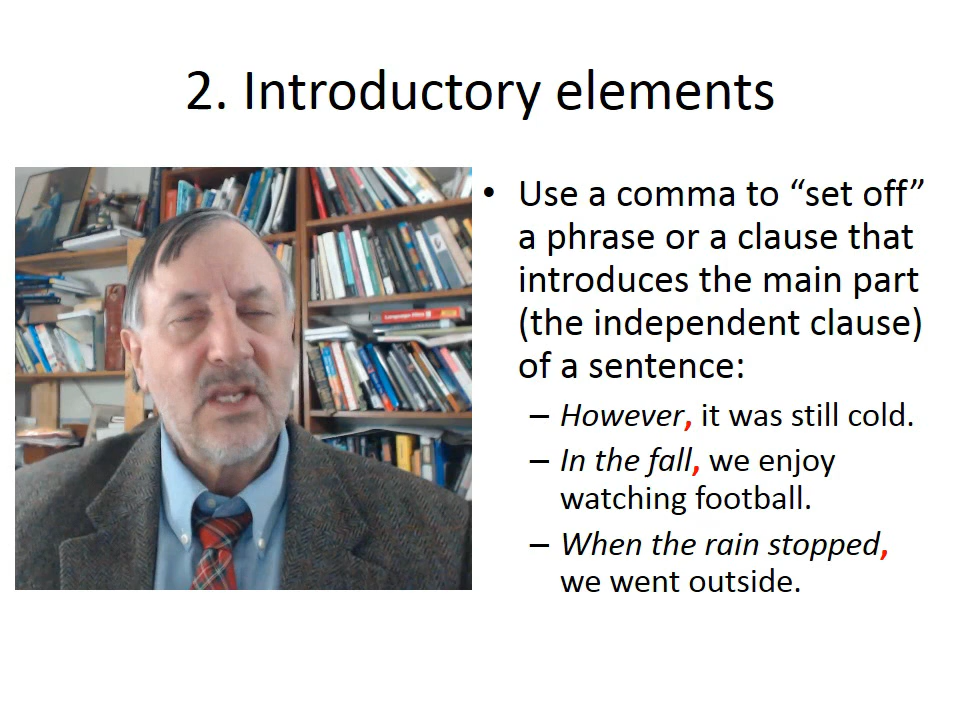 2. Introductory elements
• Use a comma to “set off”
a phrase or a clause that
introduces the main part
(the independent clause)
of a sentence:
– However, it was still cold.
– In the fall, we enjoy
watching football.
– When the rain stopped,
we went outside.